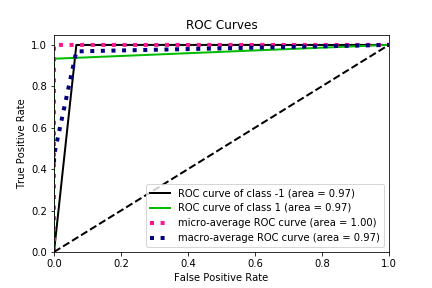 ROC Curves
True Positive Rate
1.0
0.8
0.6
0.4
0.2
0.0
ROC curve of class -1 (area = 0.97)
ROC curve of class 1 (area = 0.97)
micro-average ROC curve (area = 1.00)
macro-average ROC curve (area = 0.97)
0.0 0.2 0.4 0.6 0.8 1.0
False Positive Rate